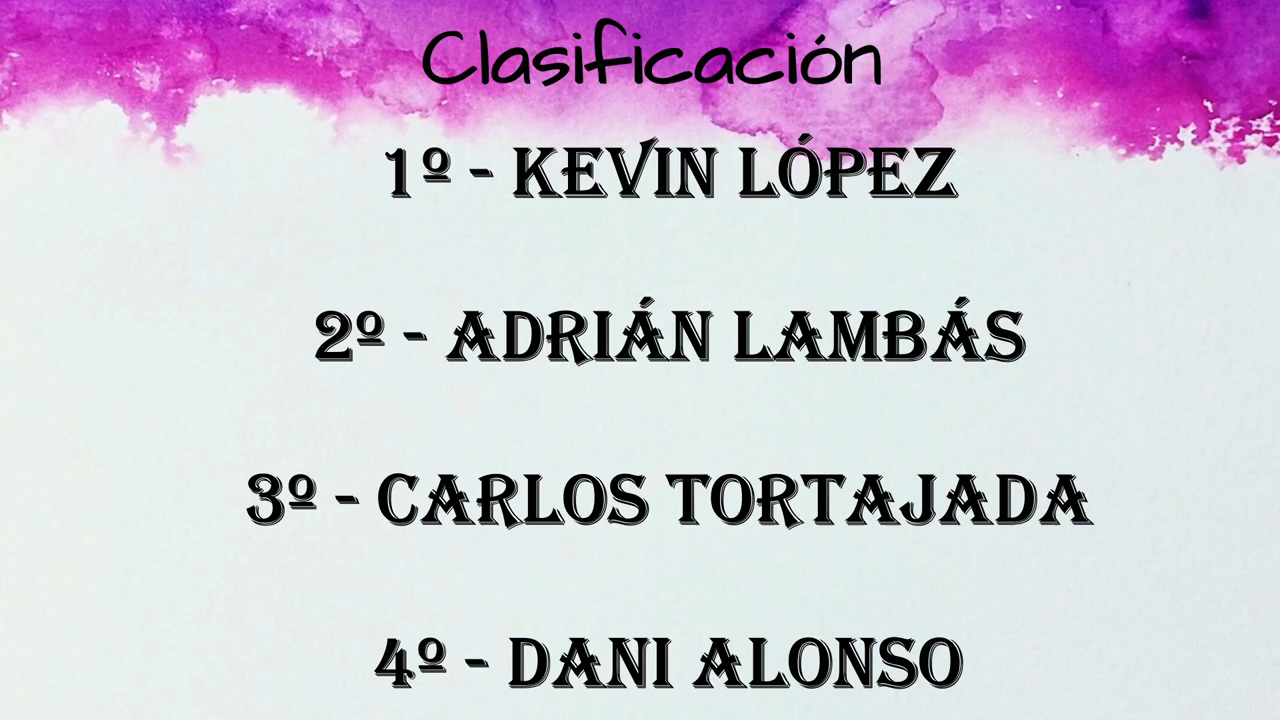 Clasificación
1º - KEVIN LÓPEZ
2º - ADRIÁN LAMBÁS
3º - CARLOS TORTAJADA
4º - DANI ALONSO